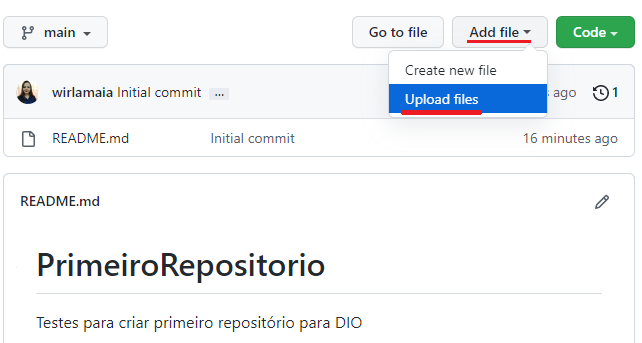 main Go to file Add file Code
Create new file
wirlamaia Initial commit ... s ago 1
Upload files
README.md Initial commit 16 minutes ago
README.md
PrimeiroRepositorio
Testes para criar primeiro repositório para DIO